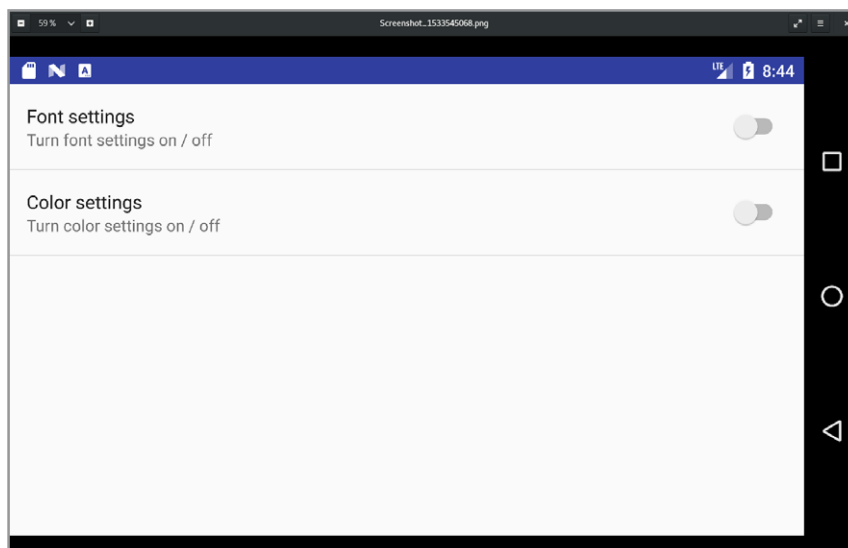 59% Screenshot_1533545068.png
A LTE 8:44
Font settings
Turn font settings on / off
Color settings
Turn color settings on / off